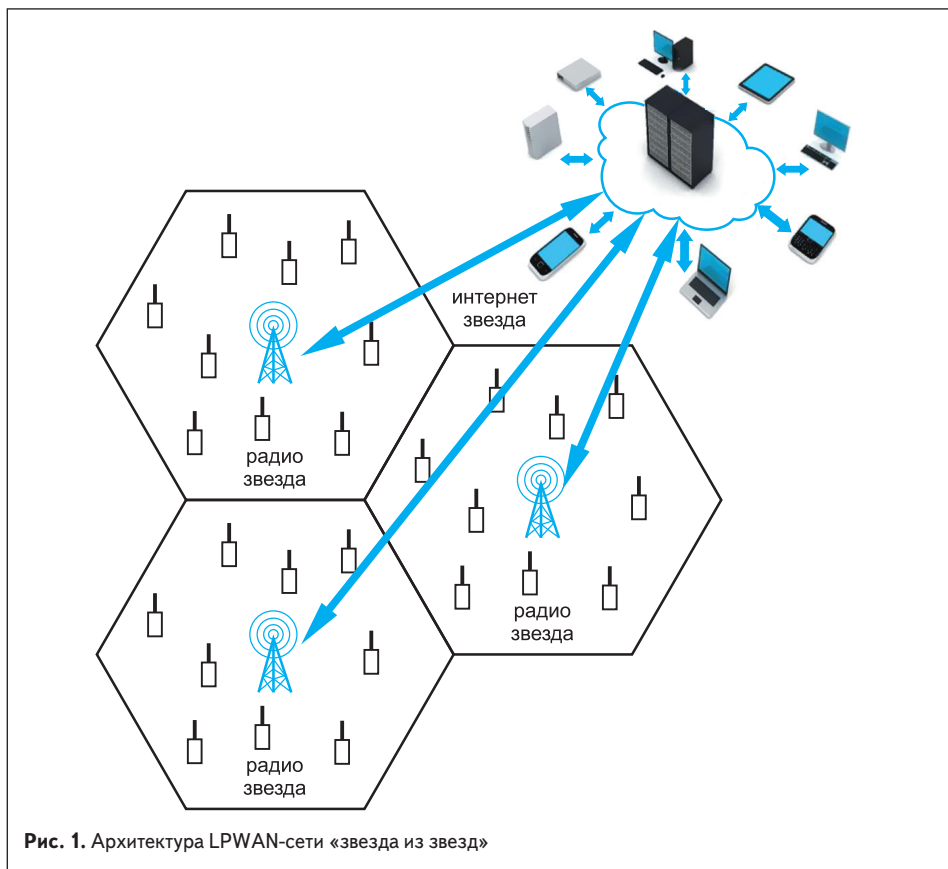 интернет
звезда
радио
звезда
радио
звезда
радио
звезда
Рис. 1. Архитектура LPWAN-сети «звезда из звезд»